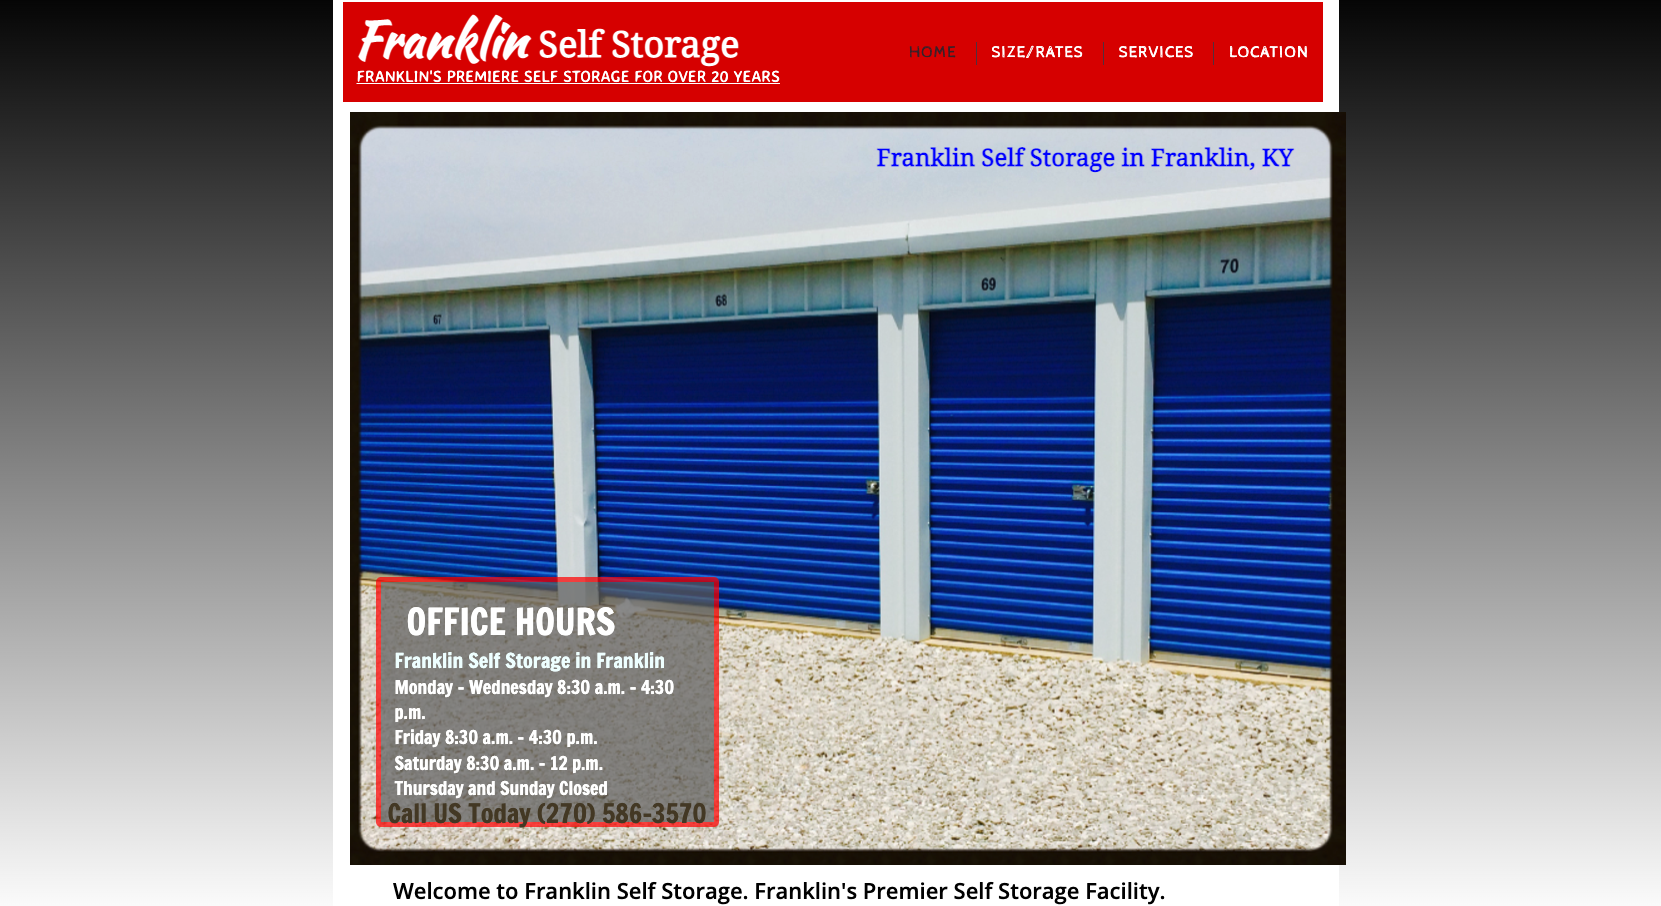 Franklin Self Storage
FRANKLIN'S PREMIERE SELF STORAGE FOR OVER 20 YEARS
HOME
SIZE/RATES
SERVICES
LOCATION
Franklin Self Storage in Franklin, KY
67
68
69
70
OFFICE HOURS
Franklin Self Storage in Franklin
Monday - Wednesday 8:30 a.m. - 4:30
p.m.
Friday 8:30 a.m. - 4:30 p.m.
Saturday 8:30 a.m. - 12 p.m.
Thursday and Sunday Closed
Call US Today (270) 586-3570
Welcome to Franklin Self Storage. Franklin's Premier Self Storage Facility.